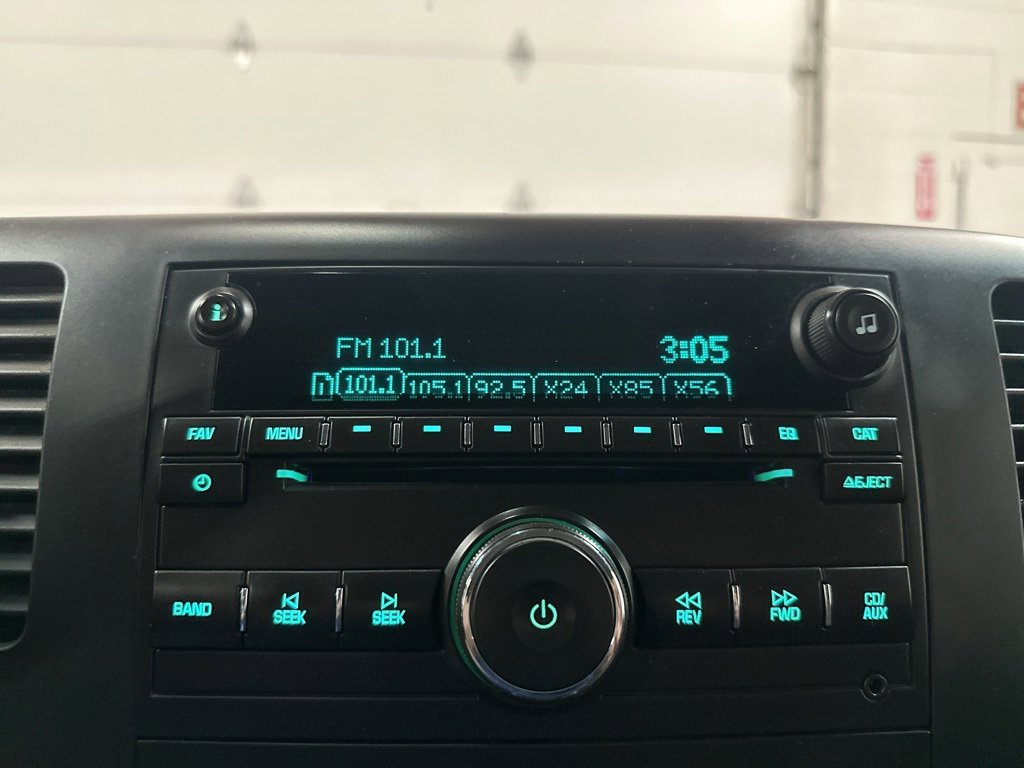 i
FM 101.1 3:05
1 101.1 105.1 92.5 X24 X85 X56
FAV MENU EQ CAT
EJECT
BAND SEEK SEEK REV FWD CD/
AUX